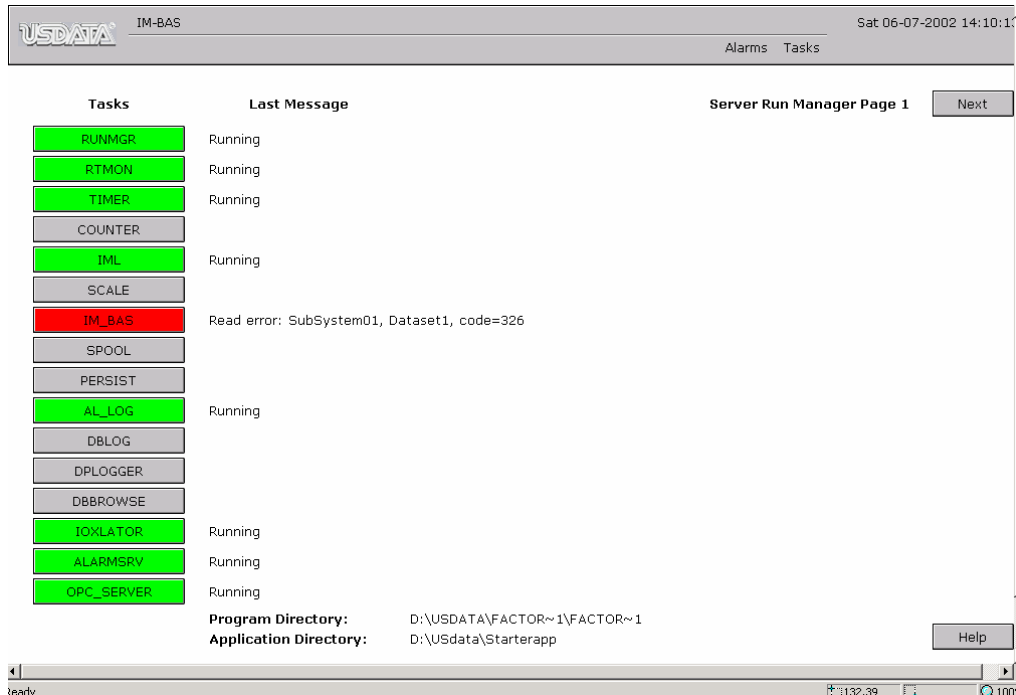 USDATA IM-BAS Sat 06-07-2002 14:10:13
Alarms Tasks
Tasks Last Message Server Run Manager Page 1 Next
RUNMGR Running
RTMON Running
TIMER Running
COUNTER
IML Running
SCALE
IM_BAS Read error: SubSystem01, Dataset1, code=326
SPOOL
PERSIST
AL_LOG Running
DBLOG
DPLOGGER
DBBROWSE
IOXLATOR Running
ALARMSRV Running
OPC_SERVER Running
Program Directory: D:\USDATA\FACTOR~1\FACTOR~1
Application Directory: D:\USdata\Starterapp Help
Ready 132,39 100%